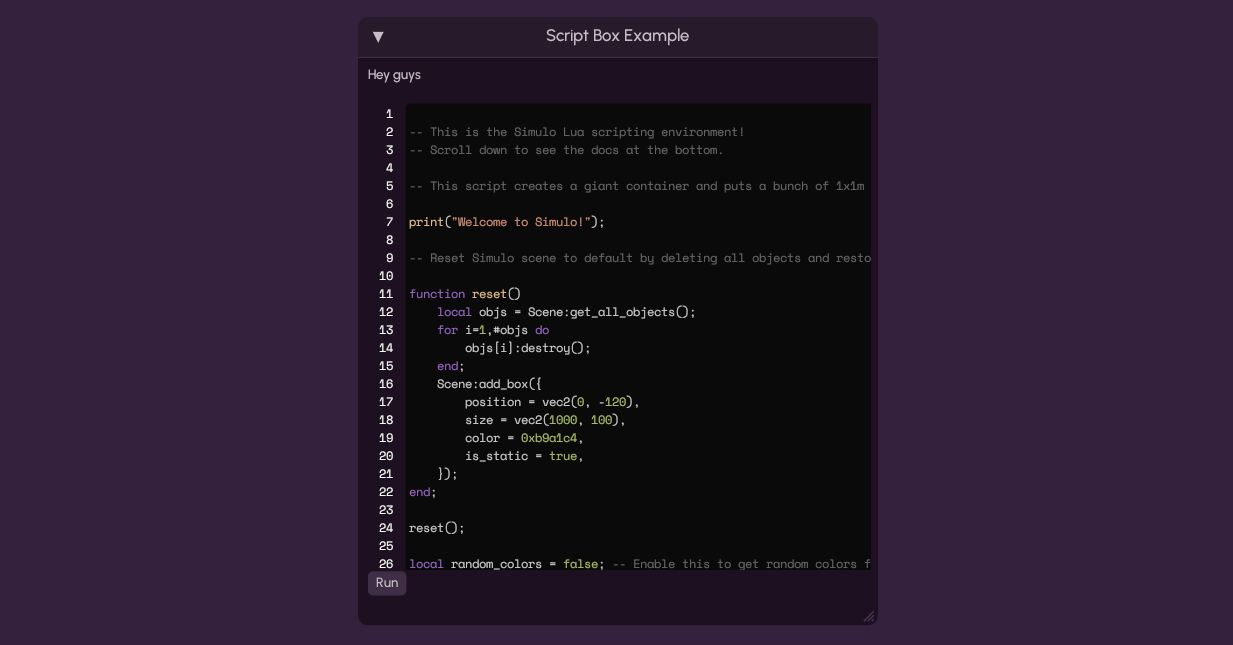 ▼ Script Box Example
Hey guys
1
2 -- This is the Simulo Lua scripting environment!
3 -- Scroll down to see the docs at the bottom.
4
5 -- This script creates a giant container and puts a bunch of 1x1m
6
7 print("Welcome to Simulo!");
8
9 -- Reset Simulo scene to default by deleting all objects and resto
10
11 function reset()
12     local objs = Scene:get_all_objects();
13     for i=1,#objs do
14         objs[i]:destroy();
15     end;
16     Scene:add_box({
17         position = vec2(0, -120),
18         size = vec2(1000, 100),
19         color = 0xb9a1c4,
20         is_static = true,
21     });
22 end;
23
24 reset();
25
26 local random_colors = false; -- Enable this to get random colors f
Run